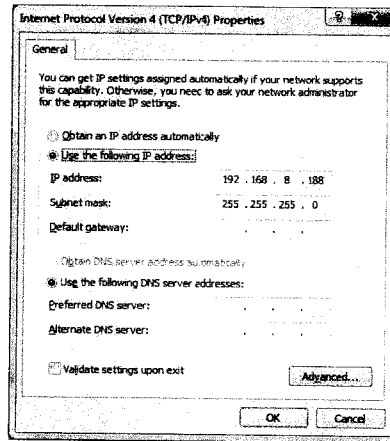 Internet Protocol Version 4 (TCP/IPv4) Properties
General
You can get IP settings assigned automatically if your network supports
this capability. Otherwise, you neec to ask your network administrator
for the appropriate IP settings.
Obtain an IP address automatically
Use the following IP address:
IP address: 192 . 168 . 8 . 188
Subnet mask: 255 . 255 . 255 . 0
Default gateway: . . .
Obtain DNS server address automatically
Use the following DNS server addresses:
Preferred DNS server: . . .
Alternate DNS server: . . .
Validate settings upon exit
Advanced...
OK Cancel